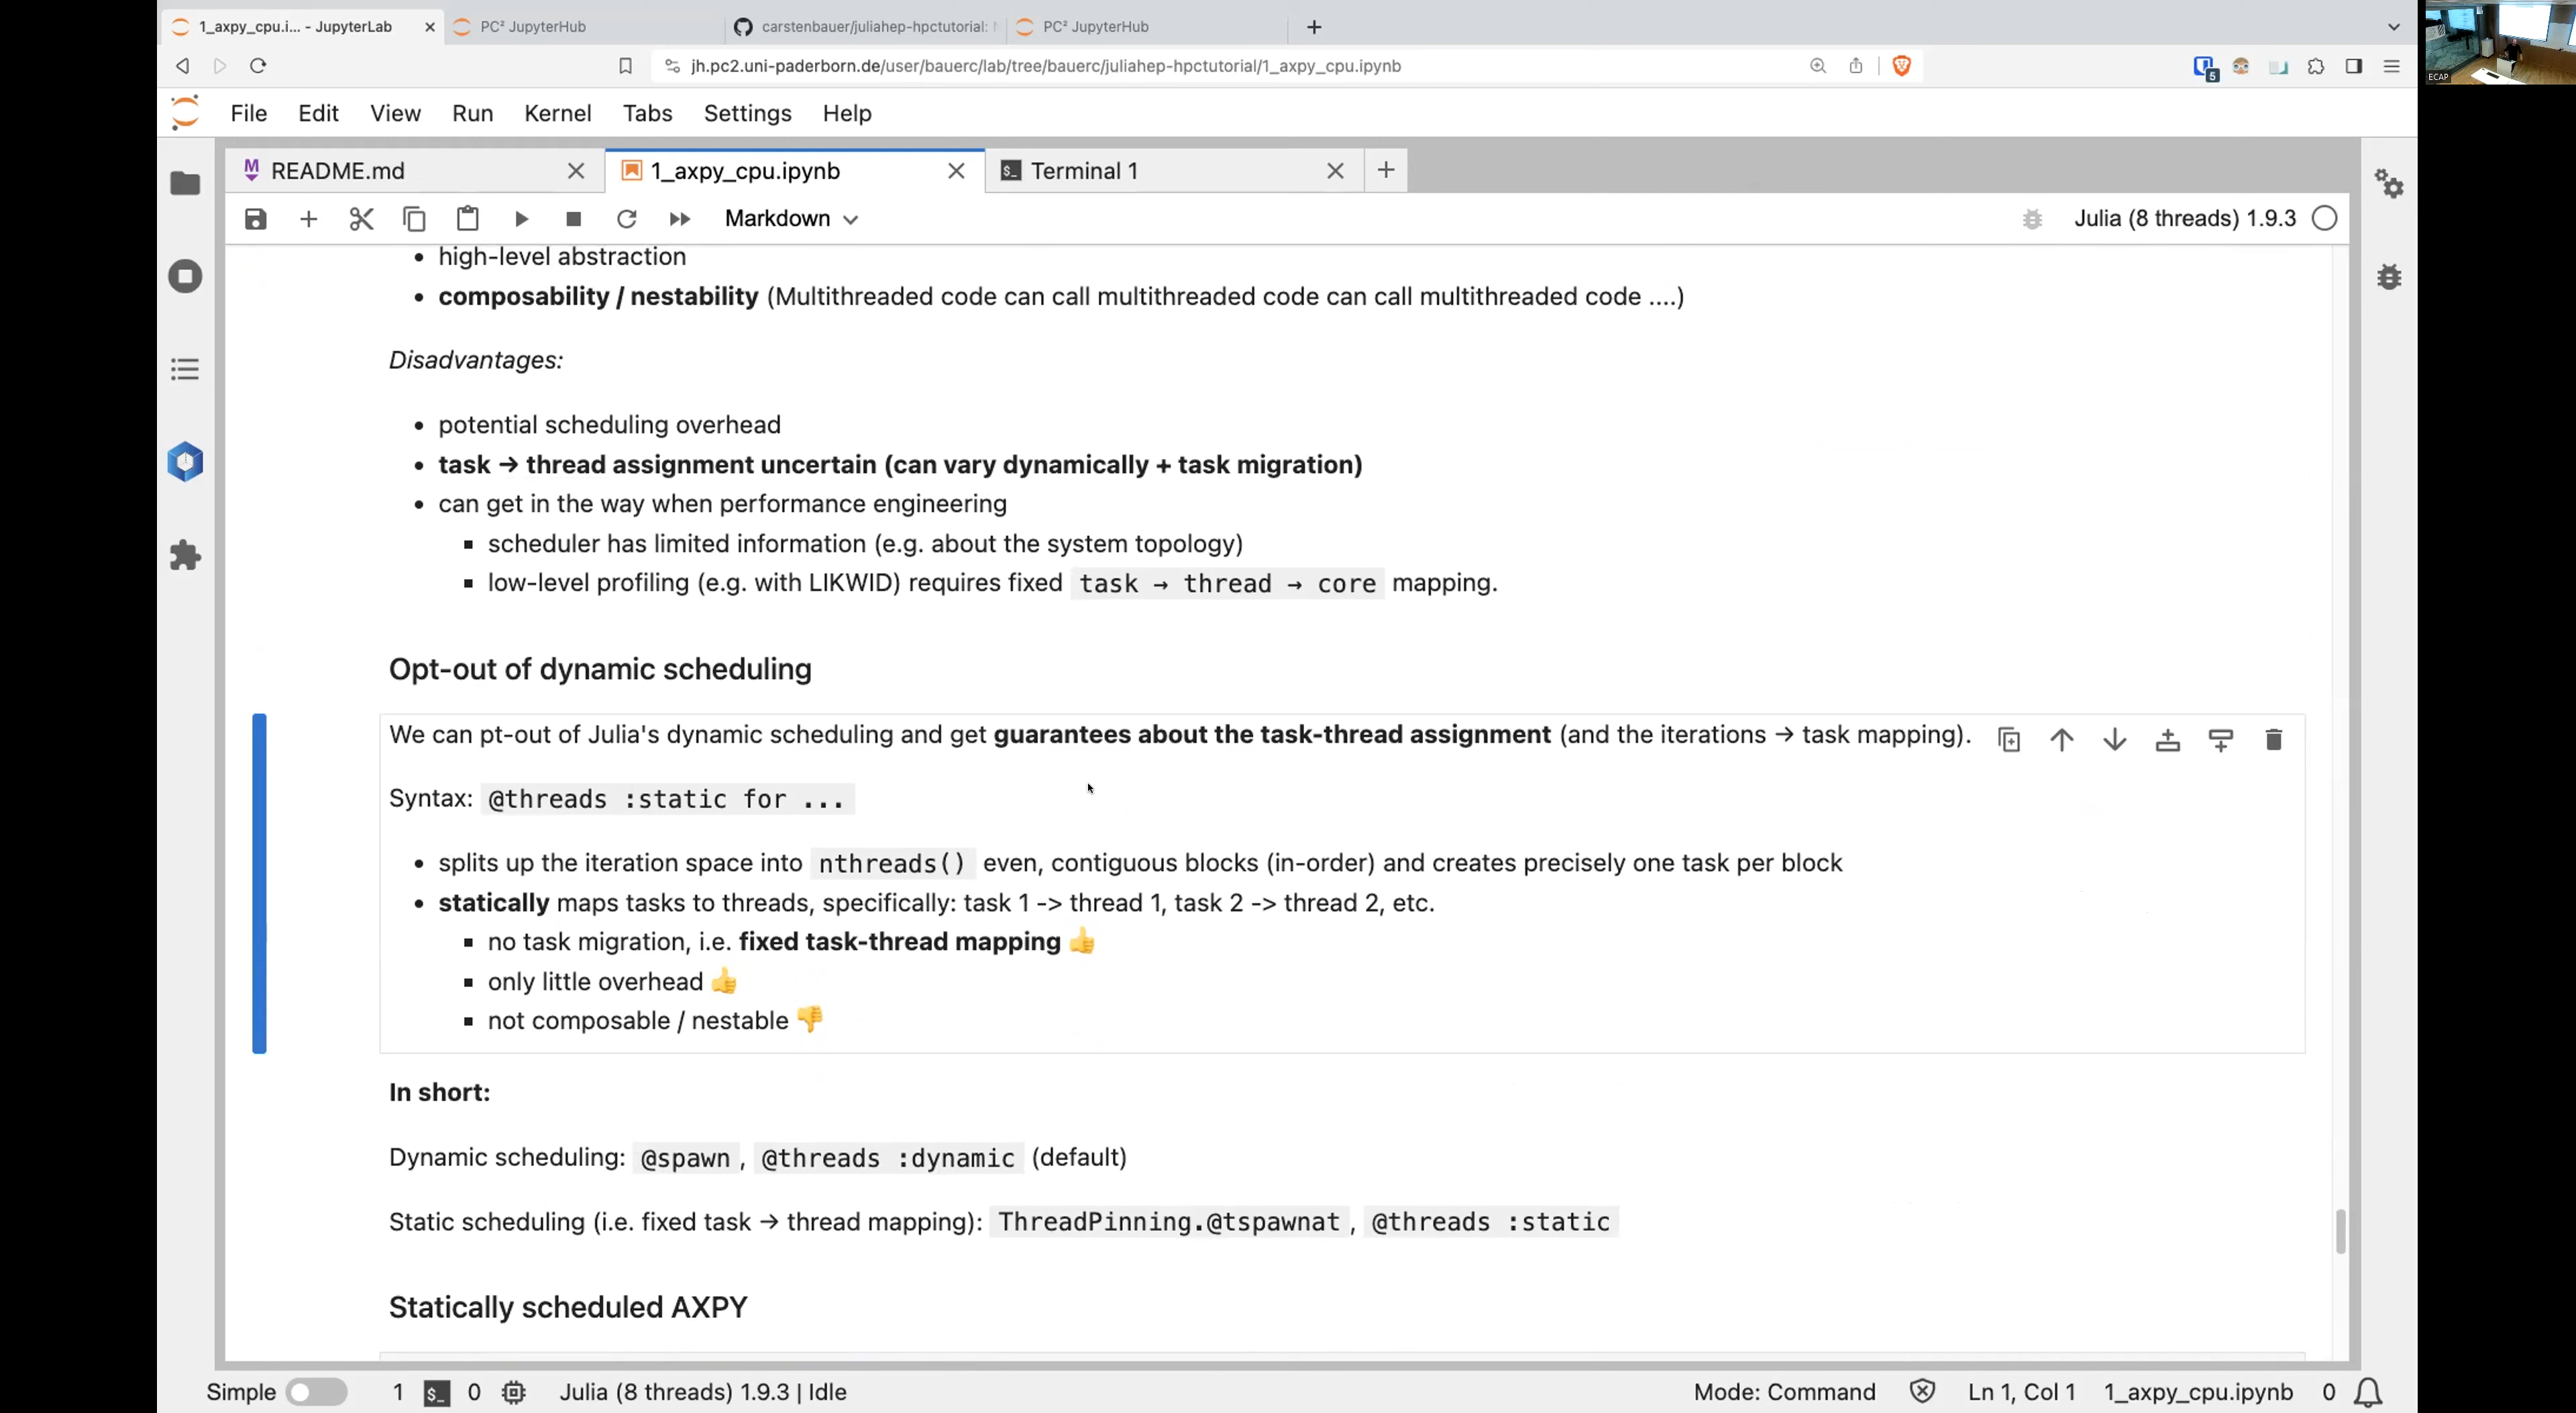 1_axpy_cpu.i... - JupyterLab
PC² JupyterHub
carstenbauer/juliahep-hpctutorial:
PC² JupyterHub
jh.pc2.uni-paderborn.de/user/bauerc/lab/tree/bauerc/juliahep-hpctutorial/1_axpy_cpu.ipynb
5
ECAP
File Edit View Run Kernel Tabs Settings Help
README.md
1_axpy_cpu.ipynb
Terminal 1
Markdown
Julia (8 threads) 1.9.3
• high-level abstraction
• composability / nestability (Multithreaded code can call multithreaded code can call multithreaded code ....)
Disadvantages:
• potential scheduling overhead
• task → thread assignment uncertain (can vary dynamically + task migration)
• can get in the way when performance engineering
▪ scheduler has limited information (e.g. about the system topology)
▪ low-level profiling (e.g. with LIKWID) requires fixed task → thread → core mapping.
Opt-out of dynamic scheduling
We can pt-out of Julia's dynamic scheduling and get guarantees about the task-thread assignment (and the iterations → task mapping).
Syntax: @threads :static for ...
• splits up the iteration space into nthreads() even, contiguous blocks (in-order) and creates precisely one task per block
• statically maps tasks to threads, specifically: task 1 -> thread 1, task 2 -> thread 2, etc.
▪ no task migration, i.e. fixed task-thread mapping 👍
▪ only little overhead 👍
▪ not composable / nestable 👎
In short:
Dynamic scheduling: @spawn , @threads :dynamic (default)
Static scheduling (i.e. fixed task → thread mapping): ThreadPinning.@tspawnat , @threads :static
Statically scheduled AXPY
Simple 1 0 Julia (8 threads) 1.9.3 | Idle Mode: Command Ln 1, Col 1 1_axpy_cpu.ipynb 0